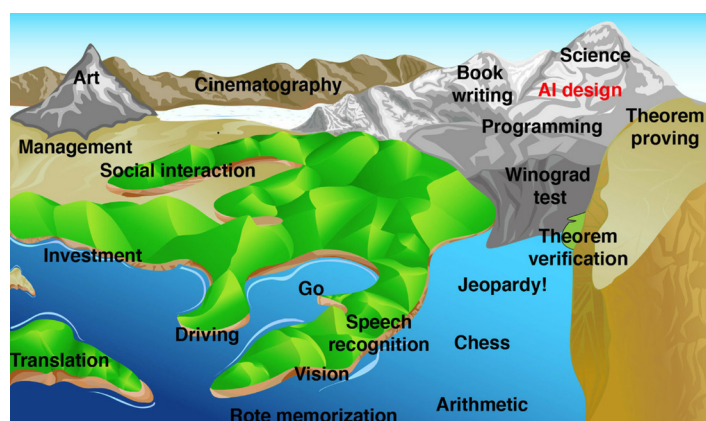 Science
Art
Cinematography
Book
writing
AI design
Theorem
proving
Programming
Management
Social interaction
Winograd
test
Theorem
verification
Investment
Go
Jeopardy!
Driving
Speech
recognition
Chess
Translation
Vision
Rote memorization
Arithmetic